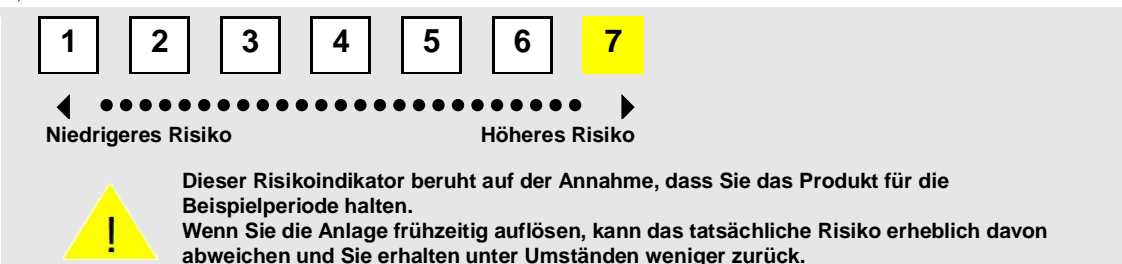 1 2 3 4 5 6 7
Niedrigeres Risiko Höheres Risiko
Dieser Risikoindikator beruht auf der Annahme, dass Sie das Produkt für die
Beispielperiode halten.
! Wenn Sie die Anlage frühzeitig auflösen, kann das tatsächliche Risiko erheblich davon
abweichen und Sie erhalten unter Umständen weniger zurück.